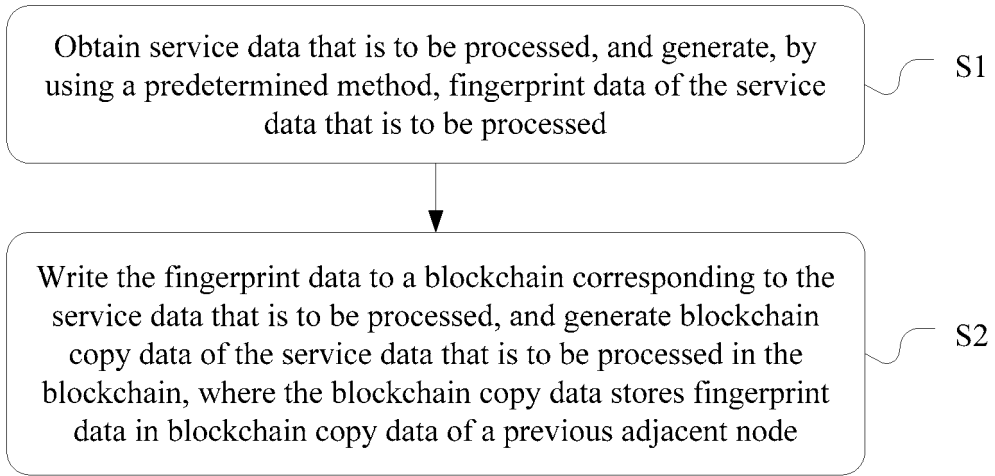 Obtain service data that is to be processed, and generate, by
using a predetermined method, fingerprint data of the service
data that is to be processed
S1
Write the fingerprint data to a blockchain corresponding to the
service data that is to be processed, and generate blockchain
copy data of the service data that is to be processed in the
blockchain, where the blockchain copy data stores fingerprint
data in blockchain copy data of a previous adjacent node
S2